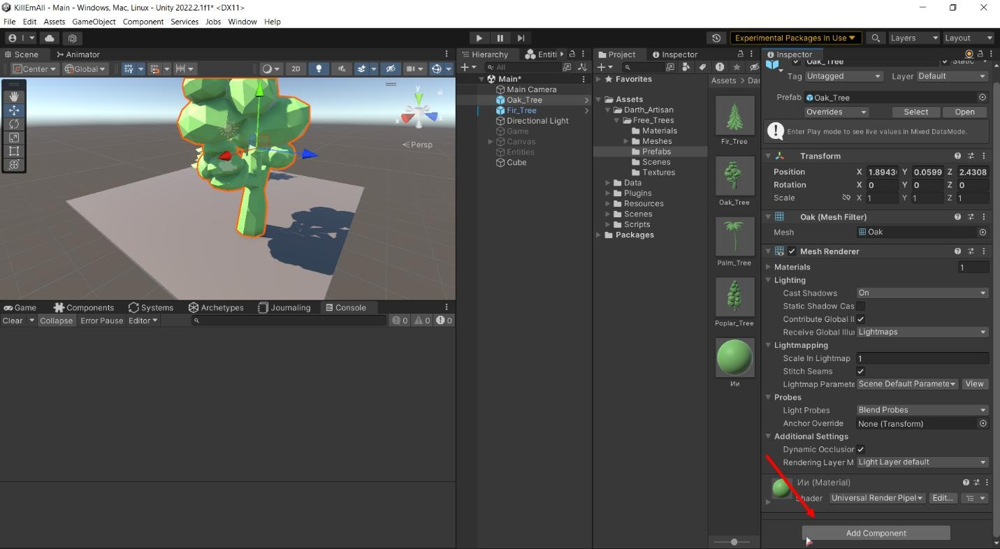 KillEmAll - Main - Windows, Mac, Linux - Unity 2022.2.1f1* <DX11>
File Edit Assets GameObject Component Services Jobs Window Help
I
Experimental Packages In Use
Layers
Layout
Scene
Animator
Center
Global
2D
y
x
z
Persp
Game
Components
Systems
Archetypes
Journaling
Console
Clear
Collapse
Error Pause
Editor
0
0
0
Hierarchy
Entiti
All
Main*
Main Camera
Oak_Tree
Fir_Tree
Directional Light
Game
Canvas
Entities
Cube
Project
Inspector
Favorites
Assets
Darth_Artisan
Free_Trees
Materials
Meshes
Prefabs
Scenes
Textures
Data
Plugins
Resources
Scenes
Scripts
Packages
Assets > Dar
Fir_Tree
Oak_Tree
Palm_Tree
Poplar_Tree
Ии
Inspector
Oak_Tree Static
Tag Untagged Layer Default
Prefab Oak_Tree
Overrides Select Open
Enter Play mode to see live values in Mixed DataMode.
Transform
Position X 1.8943 Y 0.0599 Z 2.4308
Rotation X 0 Y 0 Z 0
Scale X 1 Y 1 Z 1
Oak (Mesh Filter)
Mesh Oak
Mesh Renderer
Materials 1
Lighting
Cast Shadows On
Static Shadow Cas
Contribute Global Il
Receive Global Illur Lightmaps
Lightmapping
Scale In Lightmap 1
Stitch Seams
Lightmap Paramete Scene Default Paramete View
Probes
Light Probes Blend Probes
Anchor Override None (Transform)
Additional Settings
Dynamic Occlusior
Rendering Layer M Light Layer default
Ии (Material)
Shader Universal Render Pipel Edit...
Add Component